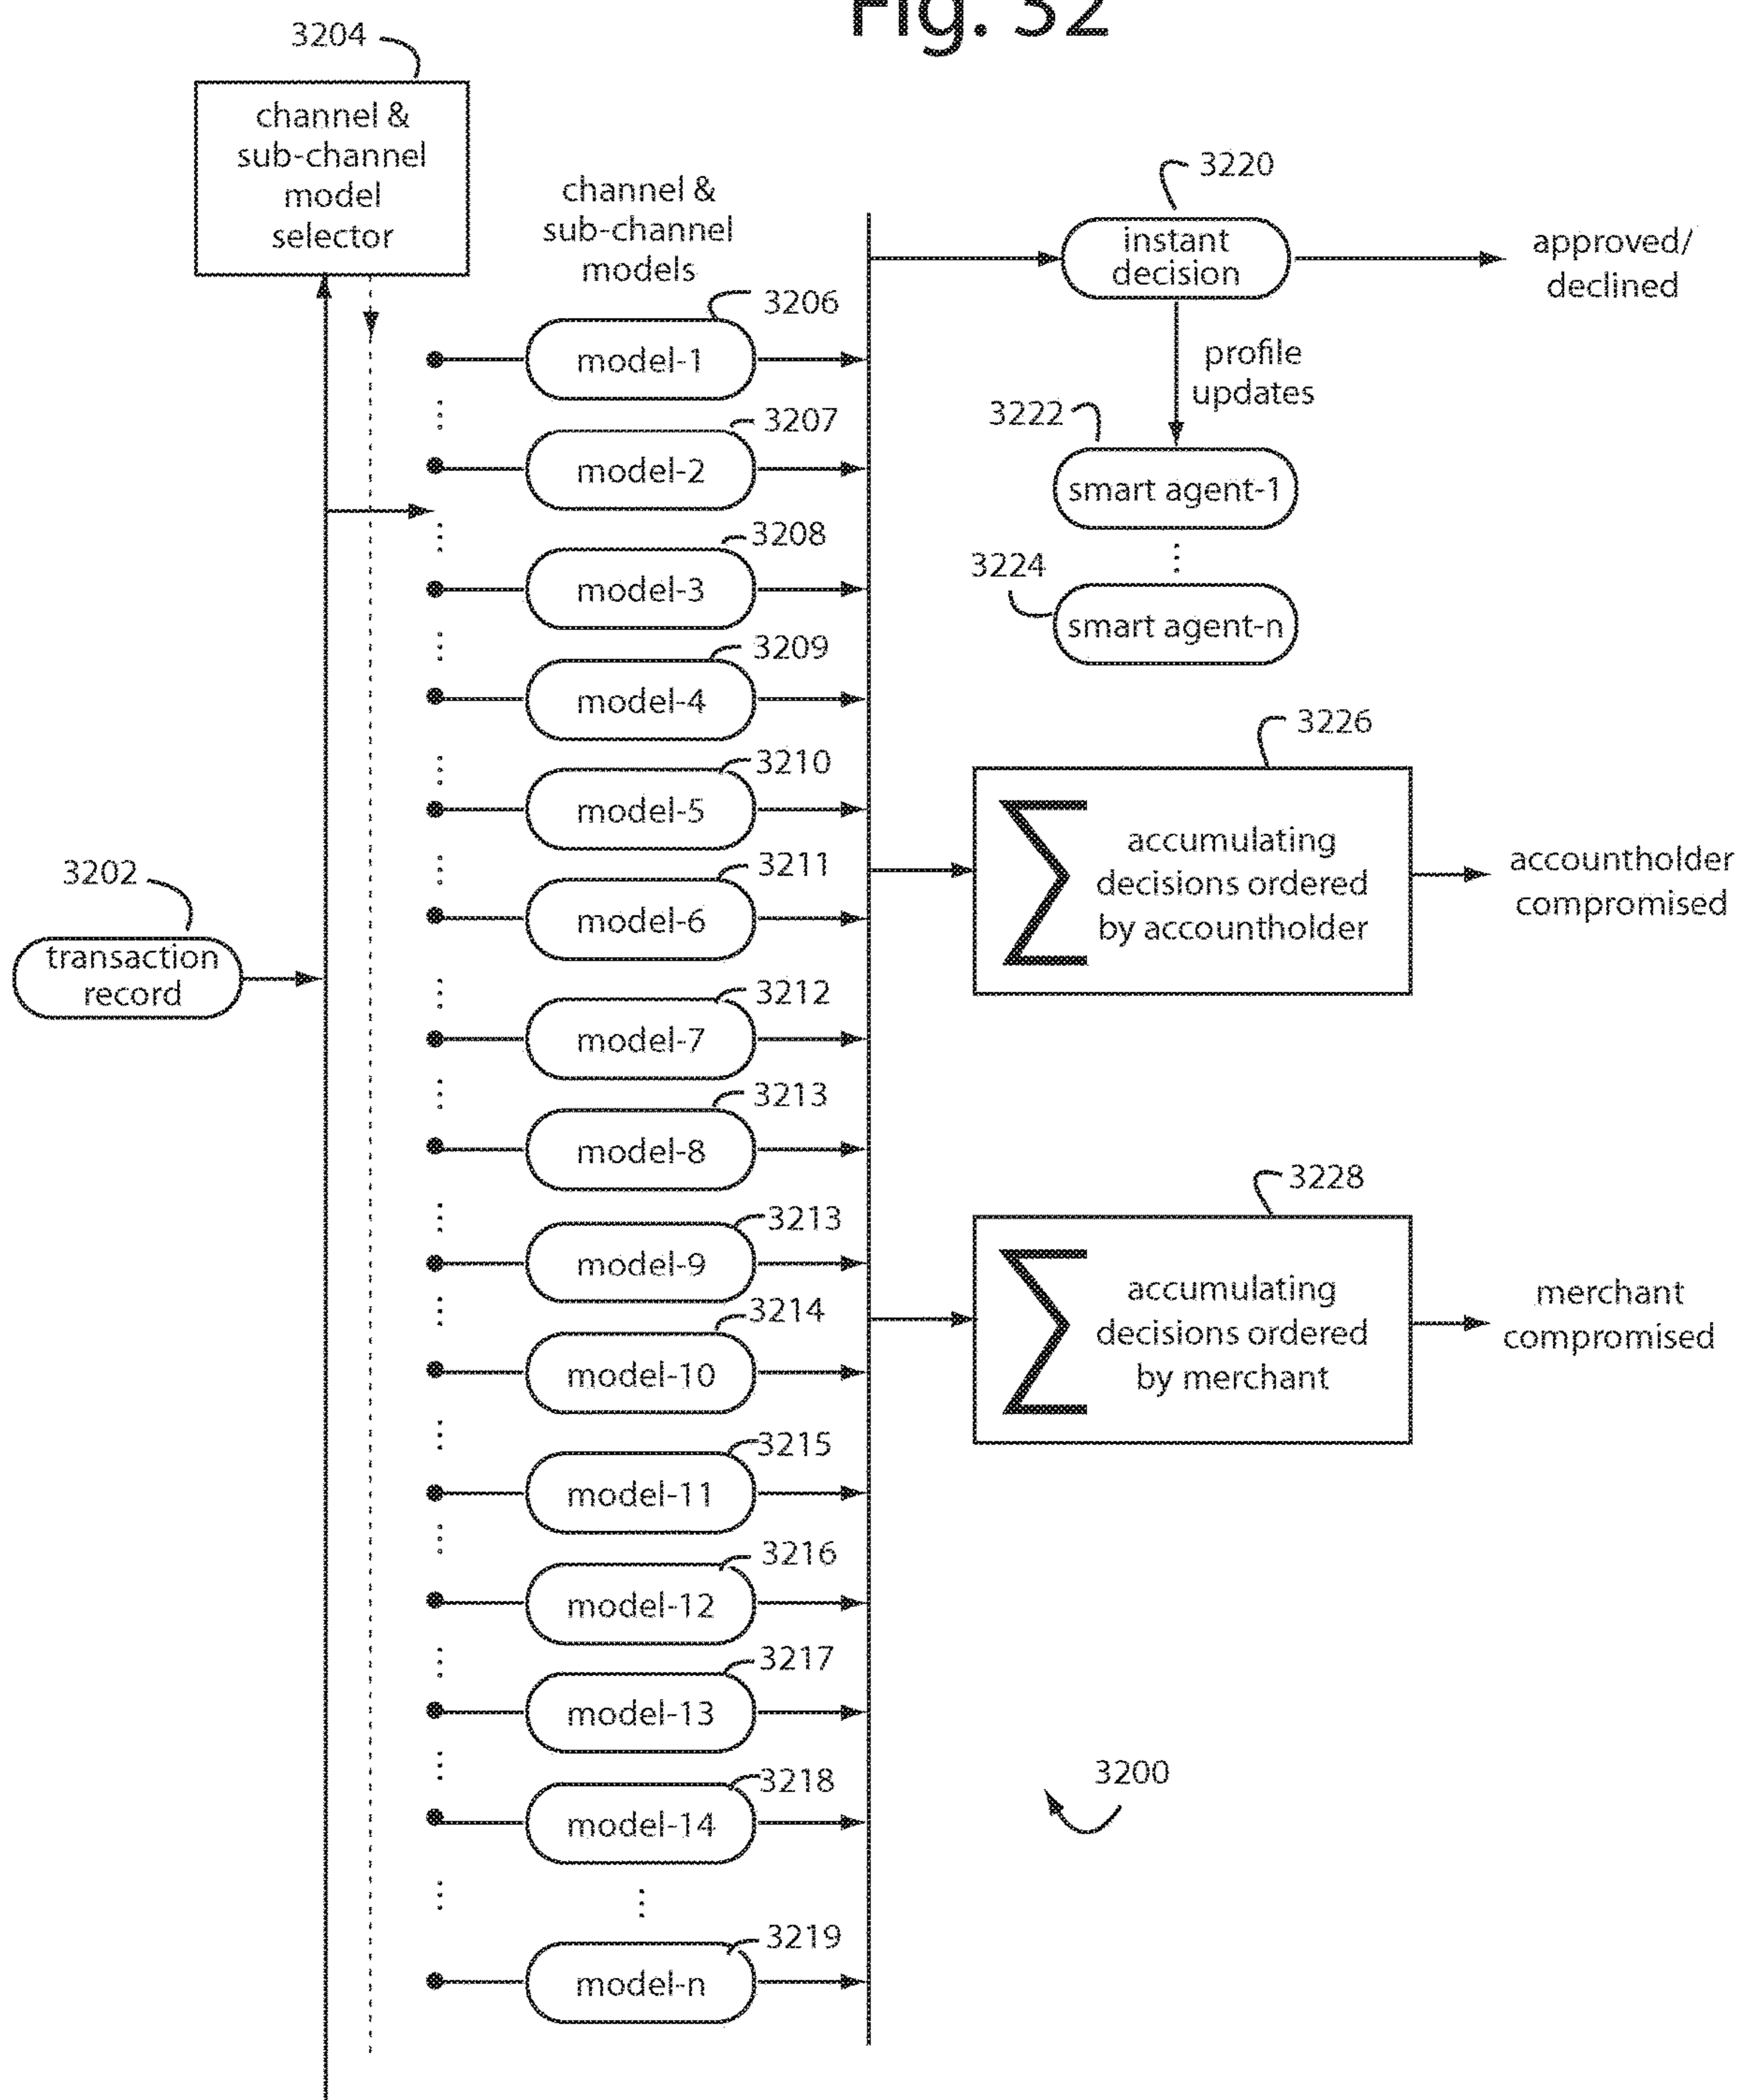 Fig. 32
3204
channel &
sub-channel
model
selector
channel &
sub-channel
models
3206
model-1
3207
model-2
3208
model-3
3209
model-4
3210
model-5
3211
model-6
3202
transaction
record
3212
model-7
3213
model-8
3213
model-9
3214
model-10
3215
model-11
3216
model-12
3217
model-13
3218
model-14
3219
model-n
3220
instant
decision
approved/
declined
profile
updates
3222
smart agent-1
3224
smart agent-n
3226
∑
accumulating
decisions ordered
by accountholder
accountholder
compromised
3228
∑
accumulating
decisions ordered
by merchant
merchant
compromised
3200